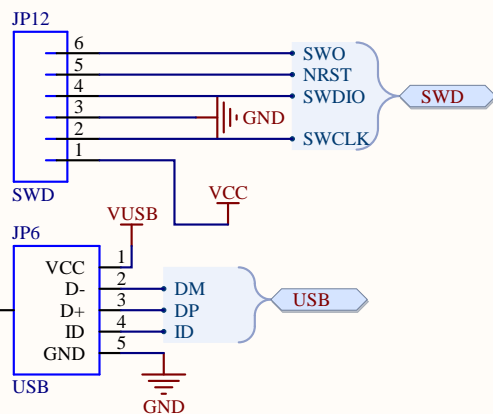 JP12
6 SWO
5 NRST
4 SWDIO SWD
3 GND
2 SWCLK
1
SWD VCC
VUSB
JP6
VCC 1
D- 2 DM
D+ 3 DP USB
ID 4 ID
GND 5
USB
GND